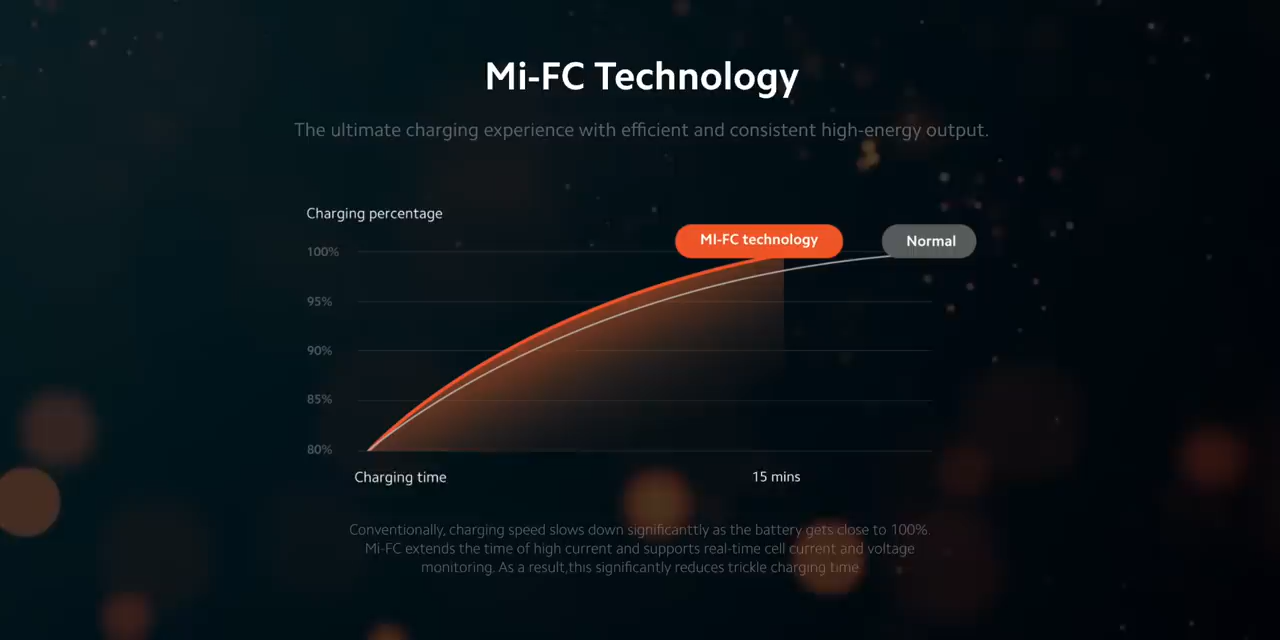 Mi-FC Technology
The ultimate charging experience with efficient and consistent high-energy output.
Charging percentage
MI-FC technology
Normal
100%
95%
90%
85%
80%
Charging time
15 mins
Conventionally, charging speed slows down significanttly as the battery gets close to 100%.
Mi-FC extends the time of high current and supports real-time cell current and voltage
monitoring. As a result,this significantly reduces trickle charging time